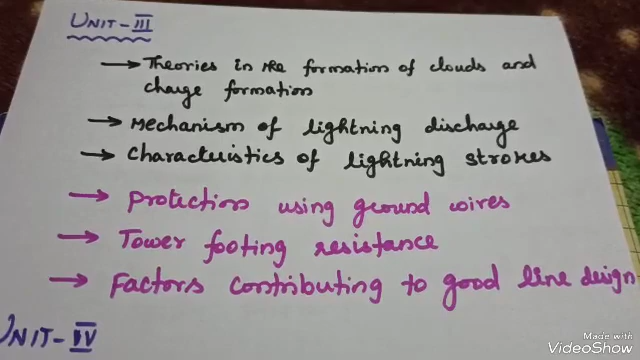 UNIT-III
→ Theories in the formation of clouds and
charge formation
→ Mechanism of lightning discharge
→ Characteristics of lightning strokes
→ Protection using ground wires
→ Tower footing resistance
→ Factors contributing to good line design
UNIT-IV
Made with
VideoShow